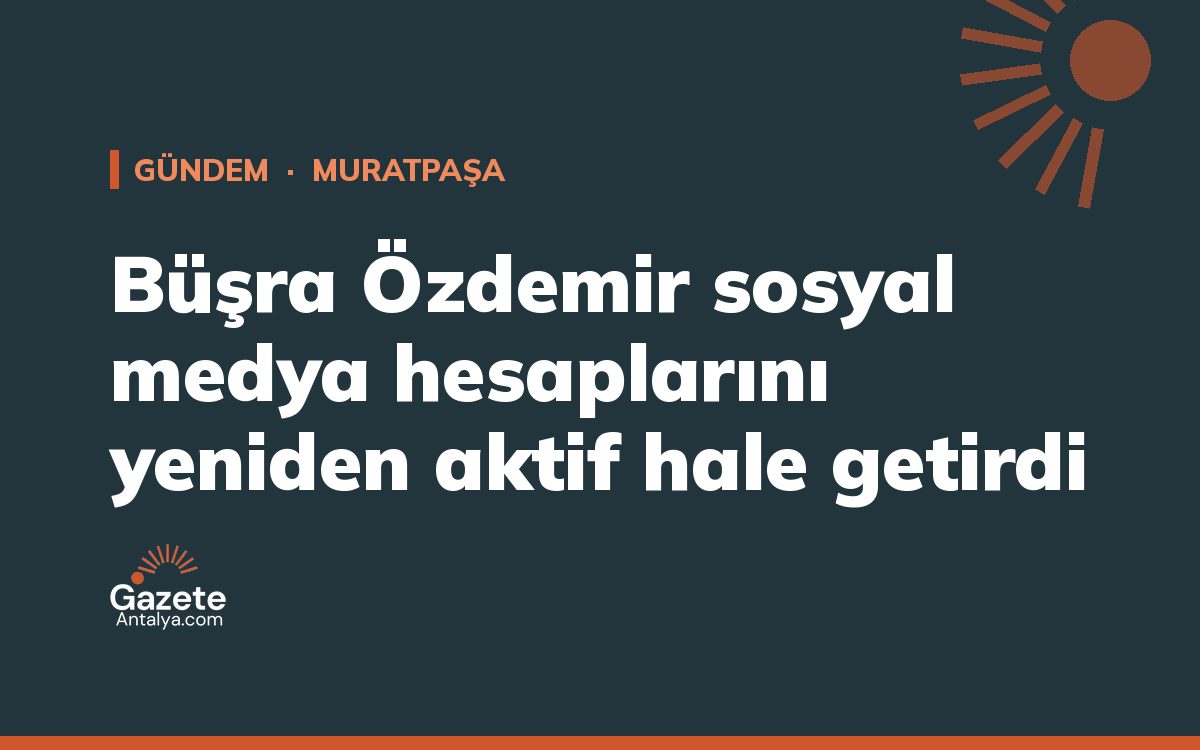 GÜNDEM · MURATPAŞA
Büşra Özdemir sosyal
medya hesaplarını
yeniden aktif hale getirdi
Gazete
Antalya.com